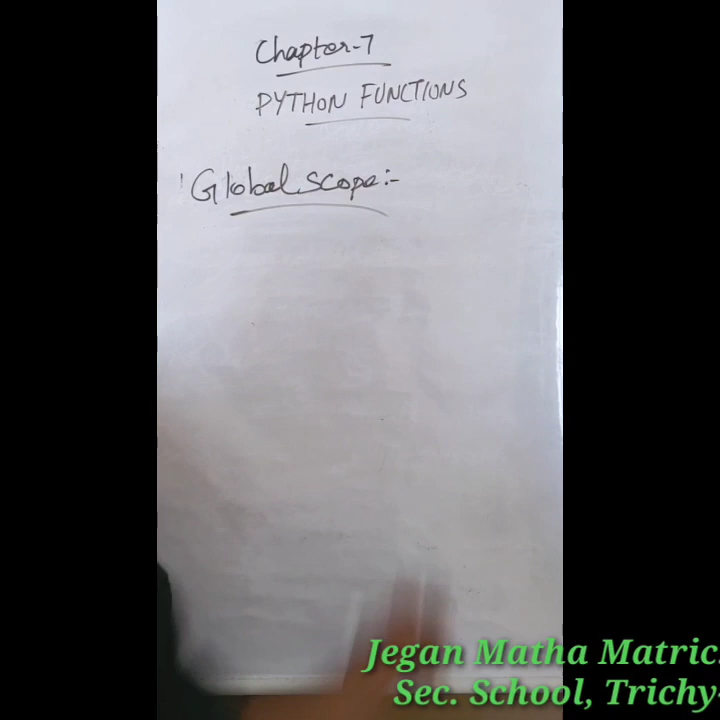 Chapter-7
PYTHON FUNCTIONS
Global scope:-
Jegan Matha Matric.
Sec. School, Trichy-